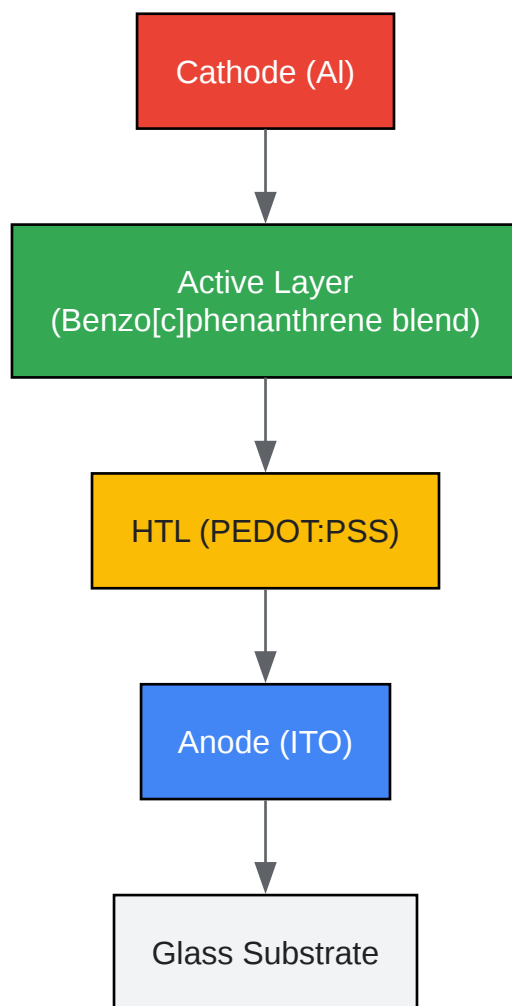 Cathode (Al)
Active Layer
(Benzo[c]phenanthrene blend)
HTL (PEDOT:PSS)
Anode (ITO)
Glass Substrate